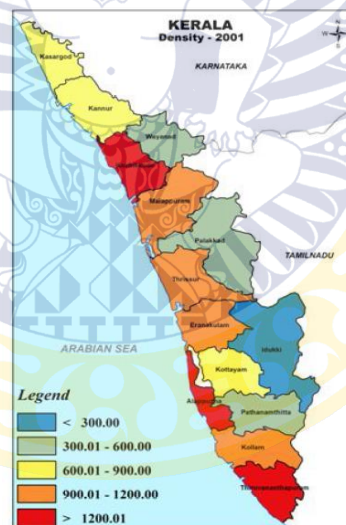 KERALA
Density - 2001
N
W
KARNATAKA
Kasargod
Kannur
Wayanad
Malappuram
Palakkad
TAMILNADU
Thrissur
Eranakulam
Idukki
ARABIAN SEA
Kottayam
Pathanamthitta
Kollam
Thiruvananthapuram
Legend
< 300.00
300.01 - 600.00
600.01 - 900.00
900.01 - 1200.00
> 1200.01